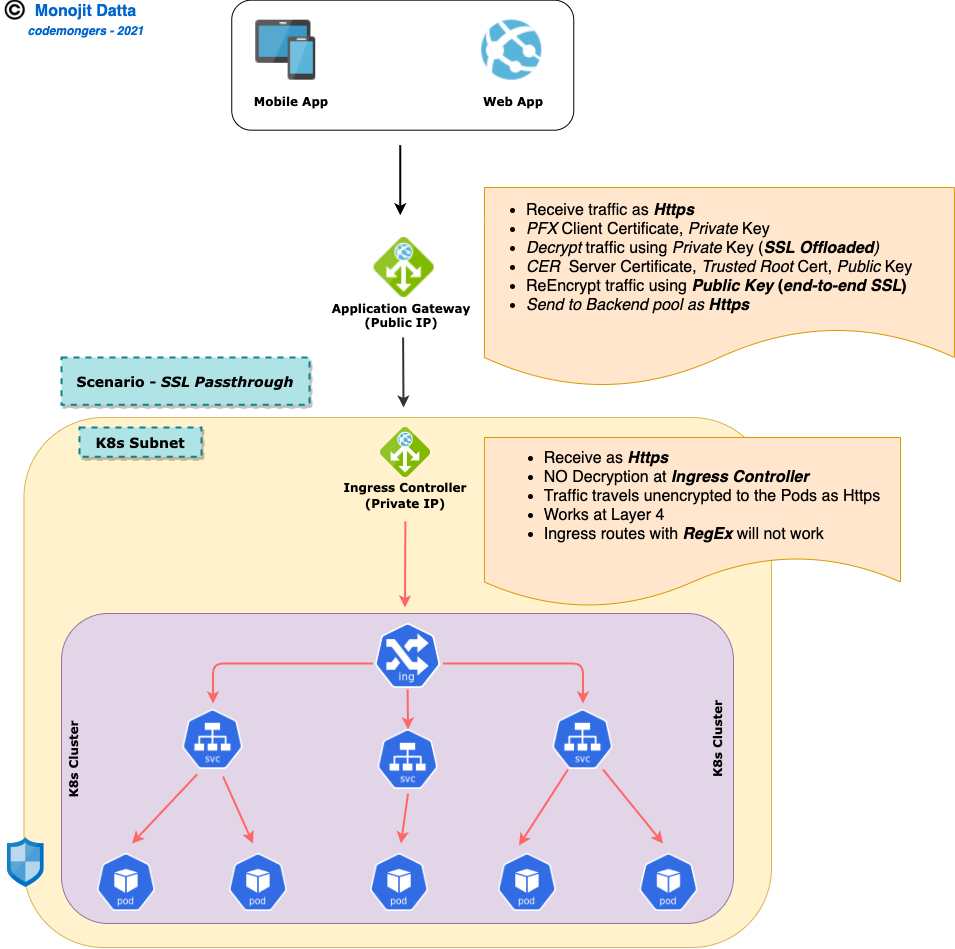 © Monojit Datta
codemongers - 2021
Mobile App
Web App
Receive traffic as Https
PFX Client Certificate, Private Key
Decrypt traffic using Private Key (SSL Offloaded)
CER Server Certificate, Trusted Root Cert, Public Key
ReEncrypt traffic using Public Key (end-to-end SSL)
Send to Backend pool as Https
Application Gateway
(Public IP)
Scenario - SSL Passthrough
K8s Subnet
Ingress Controller
(Private IP)
Receive as Https
NO Decryption at Ingress Controller
Traffic travels unencrypted to the Pods as Https
Works at Layer 4
Ingress routes with RegEx will not work
ing
K8s Cluster
K8s Cluster
svc
svc
svc
pod
pod
pod
pod
pod